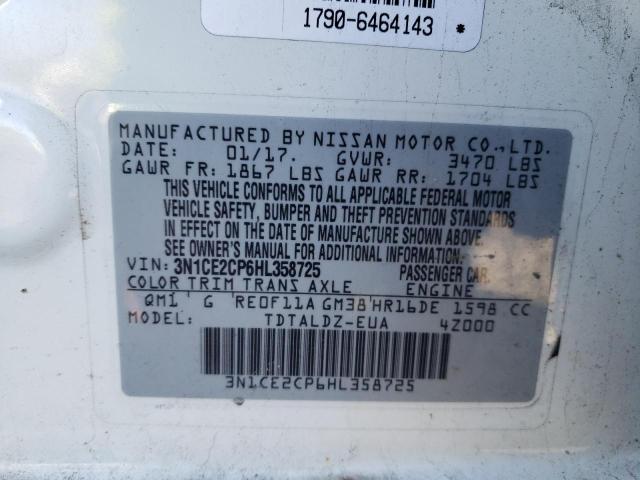 1790-6464143 *
MANUFACTURED BY NISSAN MOTOR CO., LTD.
DATE: 01/17. GVWR: 3470 LBS
GAWR FR: 1867 LBS GAWR RR: 1704 LBS
THIS VEHICLE CONFORMS TO ALL APPLICABLE FEDERAL MOTOR
VEHICLE SAFETY, BUMPER AND THEFT PREVENTION STANDARDS
IN EFFECT ON THE DATE OF MANUFACTURE SHOWN ABOVE.
SEE OWNER'S MANUAL FOR ADDITIONAL INFORMATION.
VIN: 3N1CE2CP6HL358725 PASSENGER CAR.
COLOR TRIM TRANS AXLE ENGINE
QM1 G RE0F11A GM38 HR16DE 1598 CC
MODEL: TDTALDZ-EUA 4Z000
3N1CE2CP6HL358725